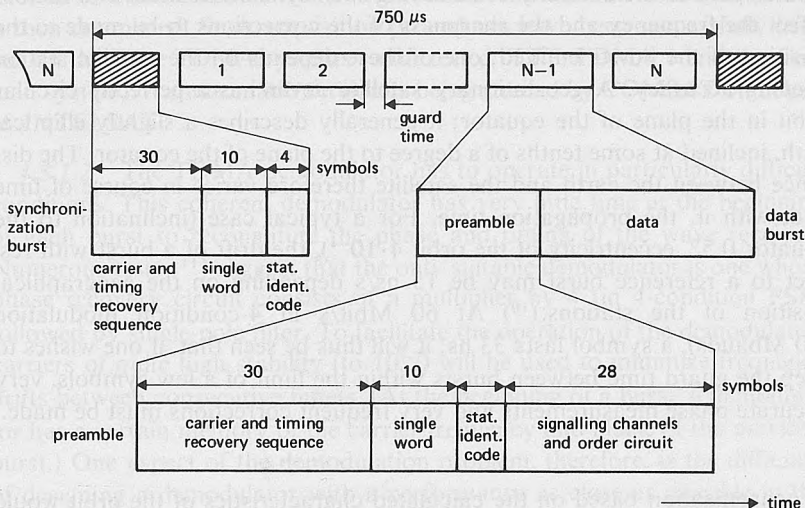 750 μs
N
1
2
N-1
guard
time
30
10
4
symbols
synchroni-
zation
burst
carrier and
timing
recovery
sequence
single
word
stat.
ident.
code
preamble
data
data
burst
30
10
28
symbols
preamble
carrier and timing
recovery sequence
single
word
ident.
code
signalling channels
and order circuit
time